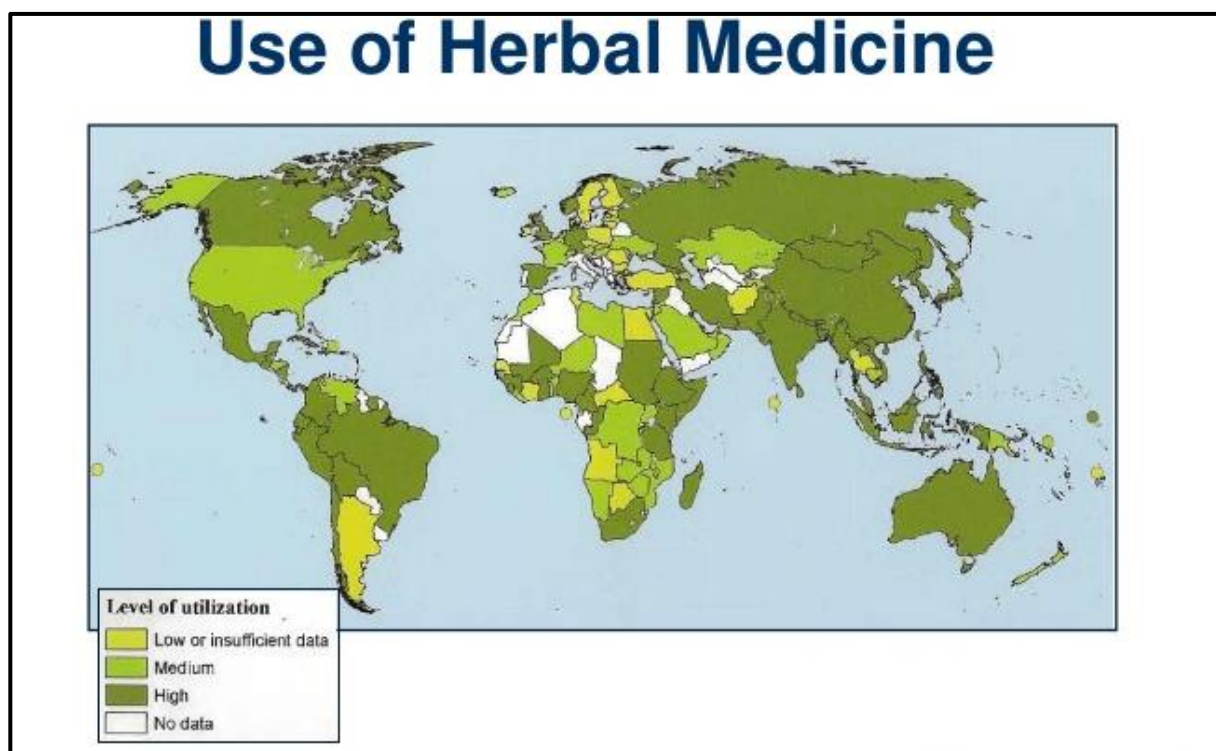 Use of Herbal Medicine
Level of utilization
Low or insufficient data
Medium
High
No data